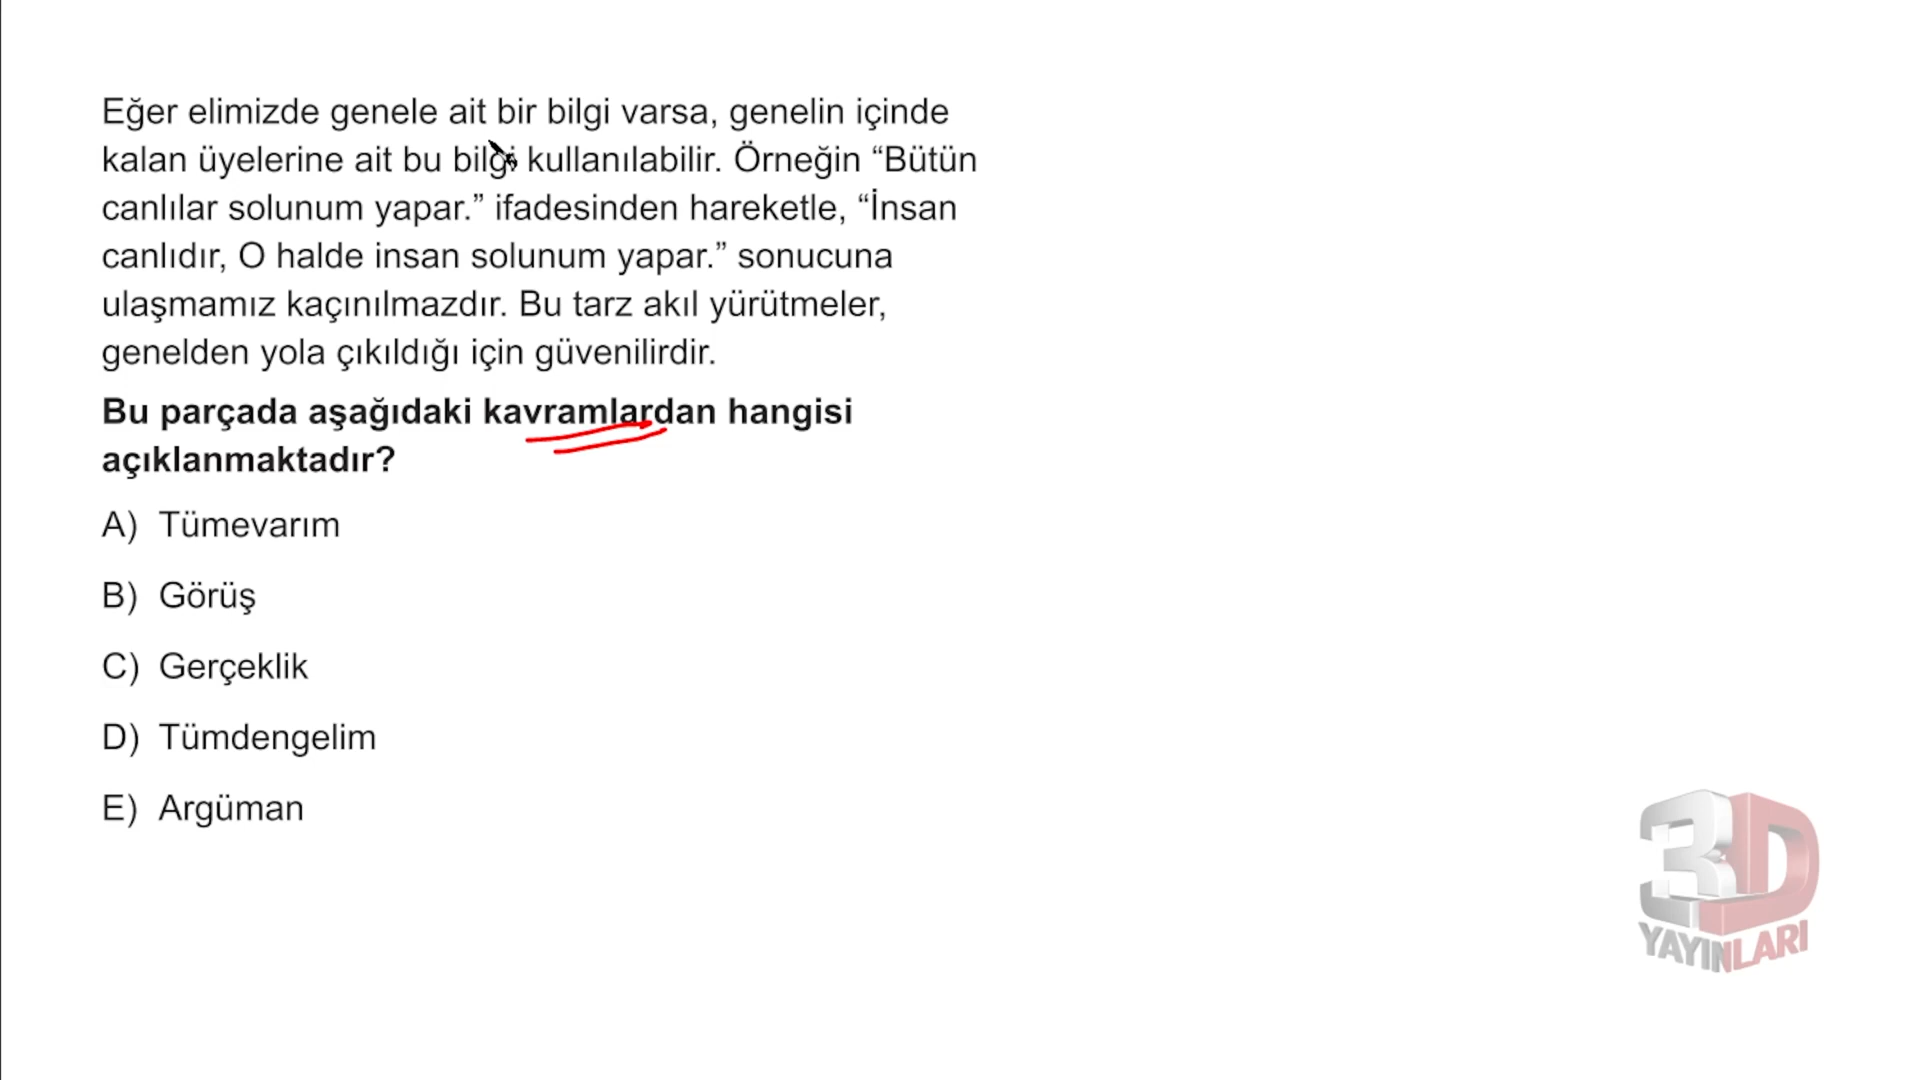 Eğer elimizde genele ait bir bilgi varsa, genelin içinde
kalan üyelerine ait bu bilgi kullanılabilir. Örneğin “Bütün
canlılar solunum yapar.” ifadesinden hareketle, “İnsan
canlıdır, O halde insan solunum yapar.” sonucuna
ulaşmamız kaçınılmazdır. Bu tarz akıl yürütmeler,
genelden yola çıkıldığı için güvenilirdir.
Bu parçada aşağıdaki kavramlardan hangisi
açıklanmaktadır?
A) Tümevarım
B) Görüş
C) Gerçeklik
D) Tümdengelim
E) Argüman
3D
YAYINLARI